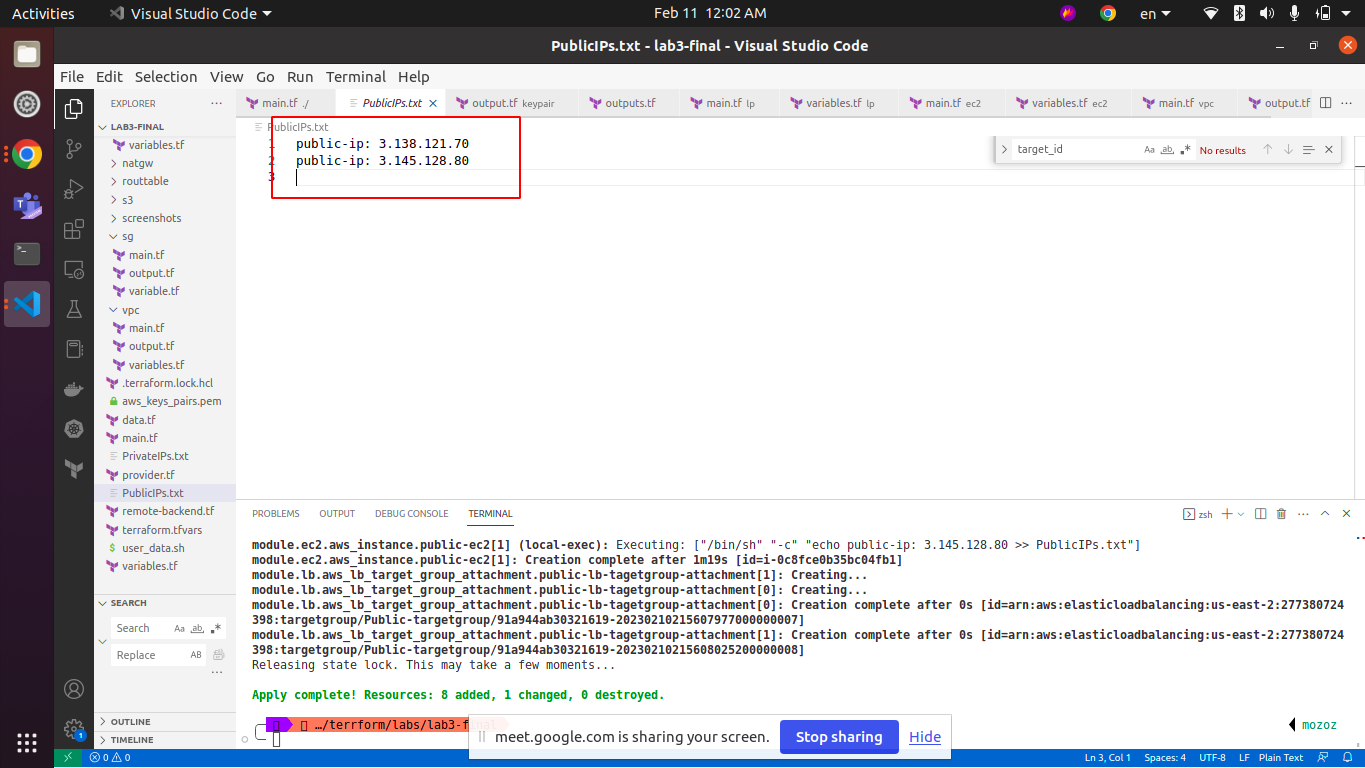 Activities
Visual Studio Code
Feb 11 12:02 AM
en
PublicIPs.txt - lab3-final - Visual Studio Code
File Edit Selection View Go Run Terminal Help
EXPLORER
main.tf ./
PublicIPs.txt
output.tf keypair
outputs.tf
main.tf lp
variables.tf lp
main.tf ec2
variables.tf ec2
main.tf vpc
output.tf
LAB3-FINAL
variables.tf
natgw
routtable
s3
screenshots
sg
main.tf
output.tf
variable.tf
vpc
main.tf
output.tf
variables.tf
.terraform.lock.hcl
aws_keys_pairs.pem
data.tf
main.tf
PrivateIPs.txt
provider.tf
PublicIPs.txt
remote-backend.tf
terraform.tfvars
user_data.sh
variables.tf
SEARCH
Search
Aa ab
Replace
AB
OUTLINE
TIMELINE
PublicIPs.txt
1 public-ip: 3.138.121.70
2 public-ip: 3.145.128.80
3
target_id
Aa ab
No results
PROBLEMS OUTPUT DEBUG CONSOLE TERMINAL
zsh
module.ec2.aws_instance.public-ec2[1] (local-exec): Executing: ["/bin/sh" "-c" "echo public-ip: 3.145.128.80 >> PublicIPs.txt"]
module.ec2.aws_instance.public-ec2[1]: Creation complete after 1m19s [id=i-0c8fce0b35bc04fb1]
module.lb.aws_lb_target_group_attachment.public-lb-tagetgroup-attachment[1]: Creating...
module.lb.aws_lb_target_group_attachment.public-lb-tagetgroup-attachment[0]: Creating...
module.lb.aws_lb_target_group_attachment.public-lb-tagetgroup-attachment[0]: Creation complete after 0s [id=arn:aws:elasticloadbalancing:us-east-2:277380724
398:targetgroup/Public-targetgroup/91a944ab30321619-20230210215607977000000007]
module.lb.aws_lb_target_group_attachment.public-lb-tagetgroup-attachment[1]: Creation complete after 0s [id=arn:aws:elasticloadbalancing:us-east-2:277380724
398:targetgroup/Public-targetgroup/91a944ab30321619-20230210215608025200000008]
Releasing state lock. This may take a few moments...
Apply complete! Resources: 8 added, 1 changed, 0 destroyed.
…/terrform/labs/lab3-final
mozoz
meet.google.com is sharing your screen.
Stop sharing
Hide
1
0 0
Ln 3, Col 1
Spaces: 4
UTF-8
LF
Plain Text